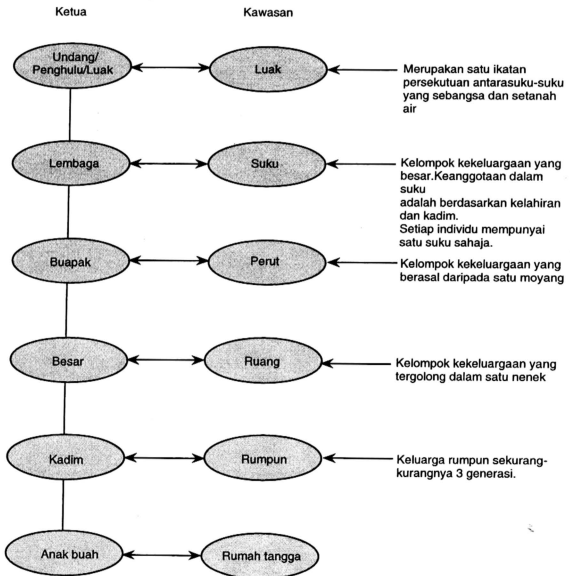 Ketua Kawasan
Undang/
Penghulu/Luak
Luak
Merupakan satu ikatan
persekutuan antarasuku-suku
yang sebangsa dan setanah
air
Lembaga
Suku
Kelompok kekeluargaan yang
besar.Keanggotaan dalam
suku
adalah berdasarkan kelahiran
dan kadim.
Setiap individu mempunyai
satu suku sahaja.
Buapak
Perut
Kelompok kekeluargaan yang
berasal daripada satu moyang
Besar
Ruang
Kelompok kekeluargaan yang
tergolong dalam satu nenek
Kadim
Rumpun
Keluarga rumpun sekurang-
kurangnya 3 generasi.
Anak buah
Rumah tangga